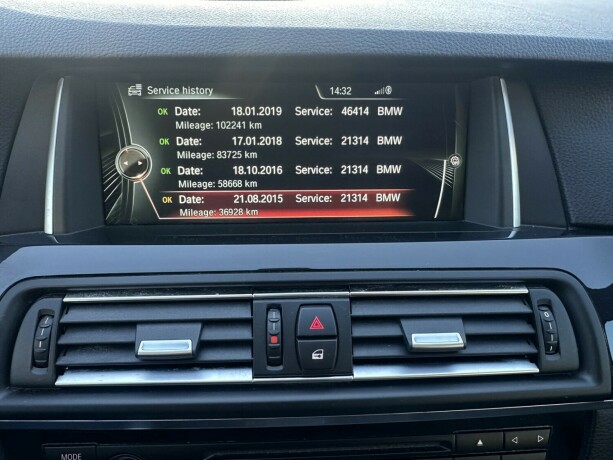 Service history 14:32
OK Date: 18.01.2019 Service: 46414 BMW
Mileage: 102241 km
OK Date: 17.01.2018 Service: 21314 BMW
Mileage: 83725 km
OK Date: 18.10.2016 Service: 21314 BMW
Mileage: 58668 km
OK Date: 21.08.2015 Service: 21314 BMW
Mileage: 36928 km
0
MODE